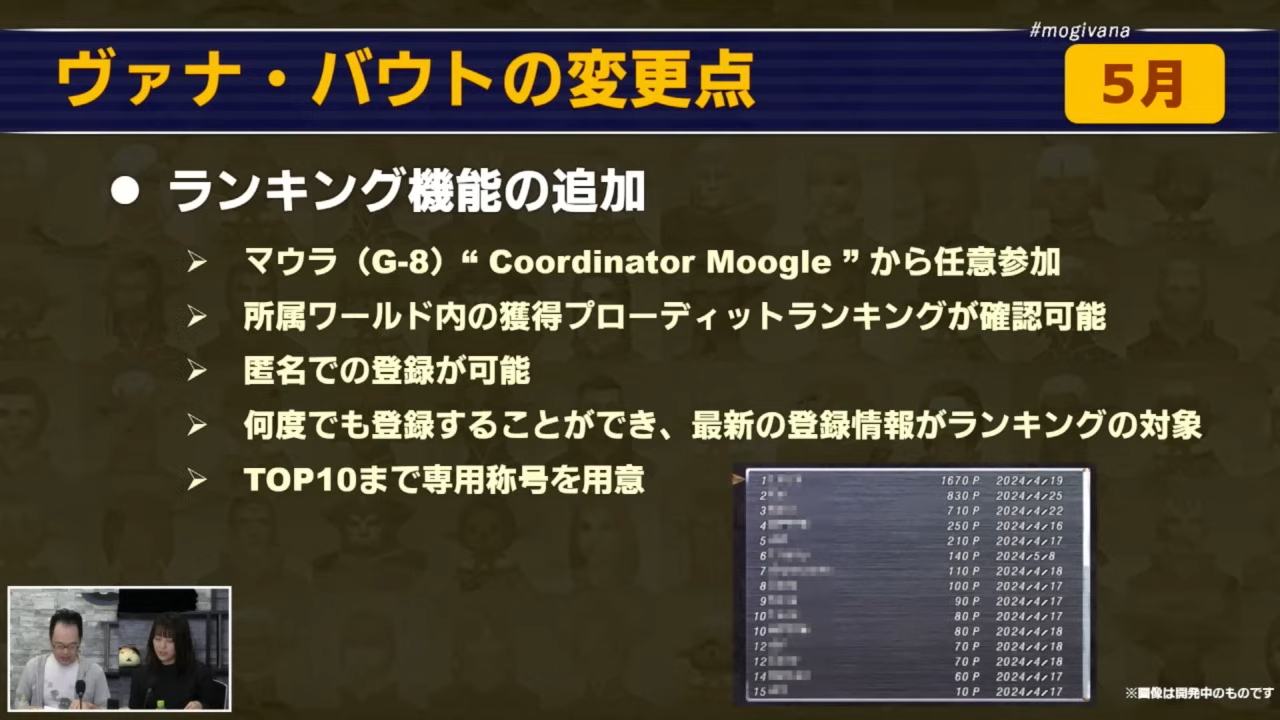 #mogivana
ヴァナ・バウトの変更点
5月
● ランキング機能の追加
➢ マウラ（G-8）“ Coordinator Moogle ” から任意参加
➢ 所属ワールド内の獲得プローディットランキングが確認可能
➢ 匿名での登録が可能
➢ 何度でも登録することができ、最新の登録情報がランキングの対象
➢ TOP10まで専用称号を用意
1 1670 P 2024/4/19
2 830 P 2024/4/25
3 710 P 2024/4/22
4 250 P 2024/4/16
5 210 P 2024/4/17
6 140 P 2024/5/8
7 110 P 2024/4/18
8 100 P 2024/4/17
9 90 P 2024/4/17
10 80 P 2024/4/17
10 80 P 2024/4/18
12 70 P 2024/4/18
12 70 P 2024/4/18
14 60 P 2024/4/17
15 10 P 2024/4/17
※画像は開発中のものです